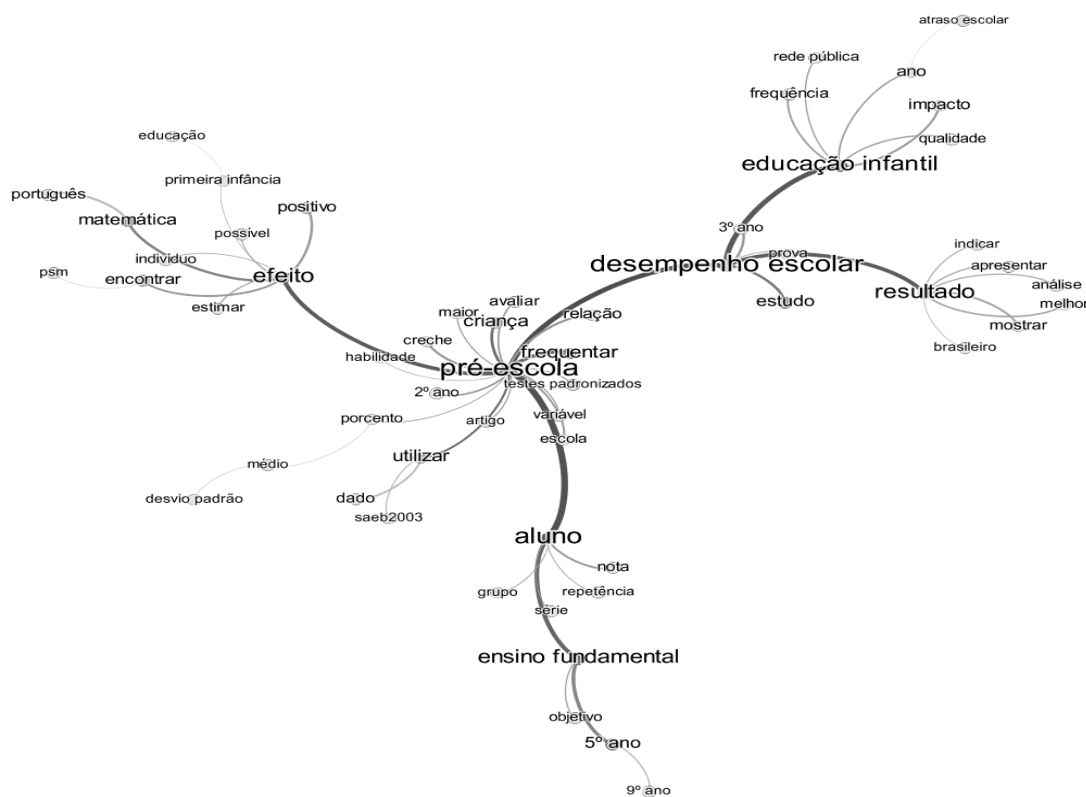 atraso escolar
rede pública
ano
frequência
impacto
educação
qualidade
educação infantil
primeira infância
português
positivo
matemática
3º ano
possível
indicar
prova
indivíduo
desempenho escolar
apresentar
psm
encontrar
efeito
análise
resultado
estudo
melhor
avaliar
estimar
maior
criança
relação
mostrar
creche
brasileiro
habilidade
frequentar
pré-escola
testes padronizados
2º ano
variável
porcento
artigo
escola
utilizar
médio
desvio padrão
dado
saeb2003
aluno
nota
grupo
repetência
série
ensino fundamental
objetivo
5º ano
9º ano